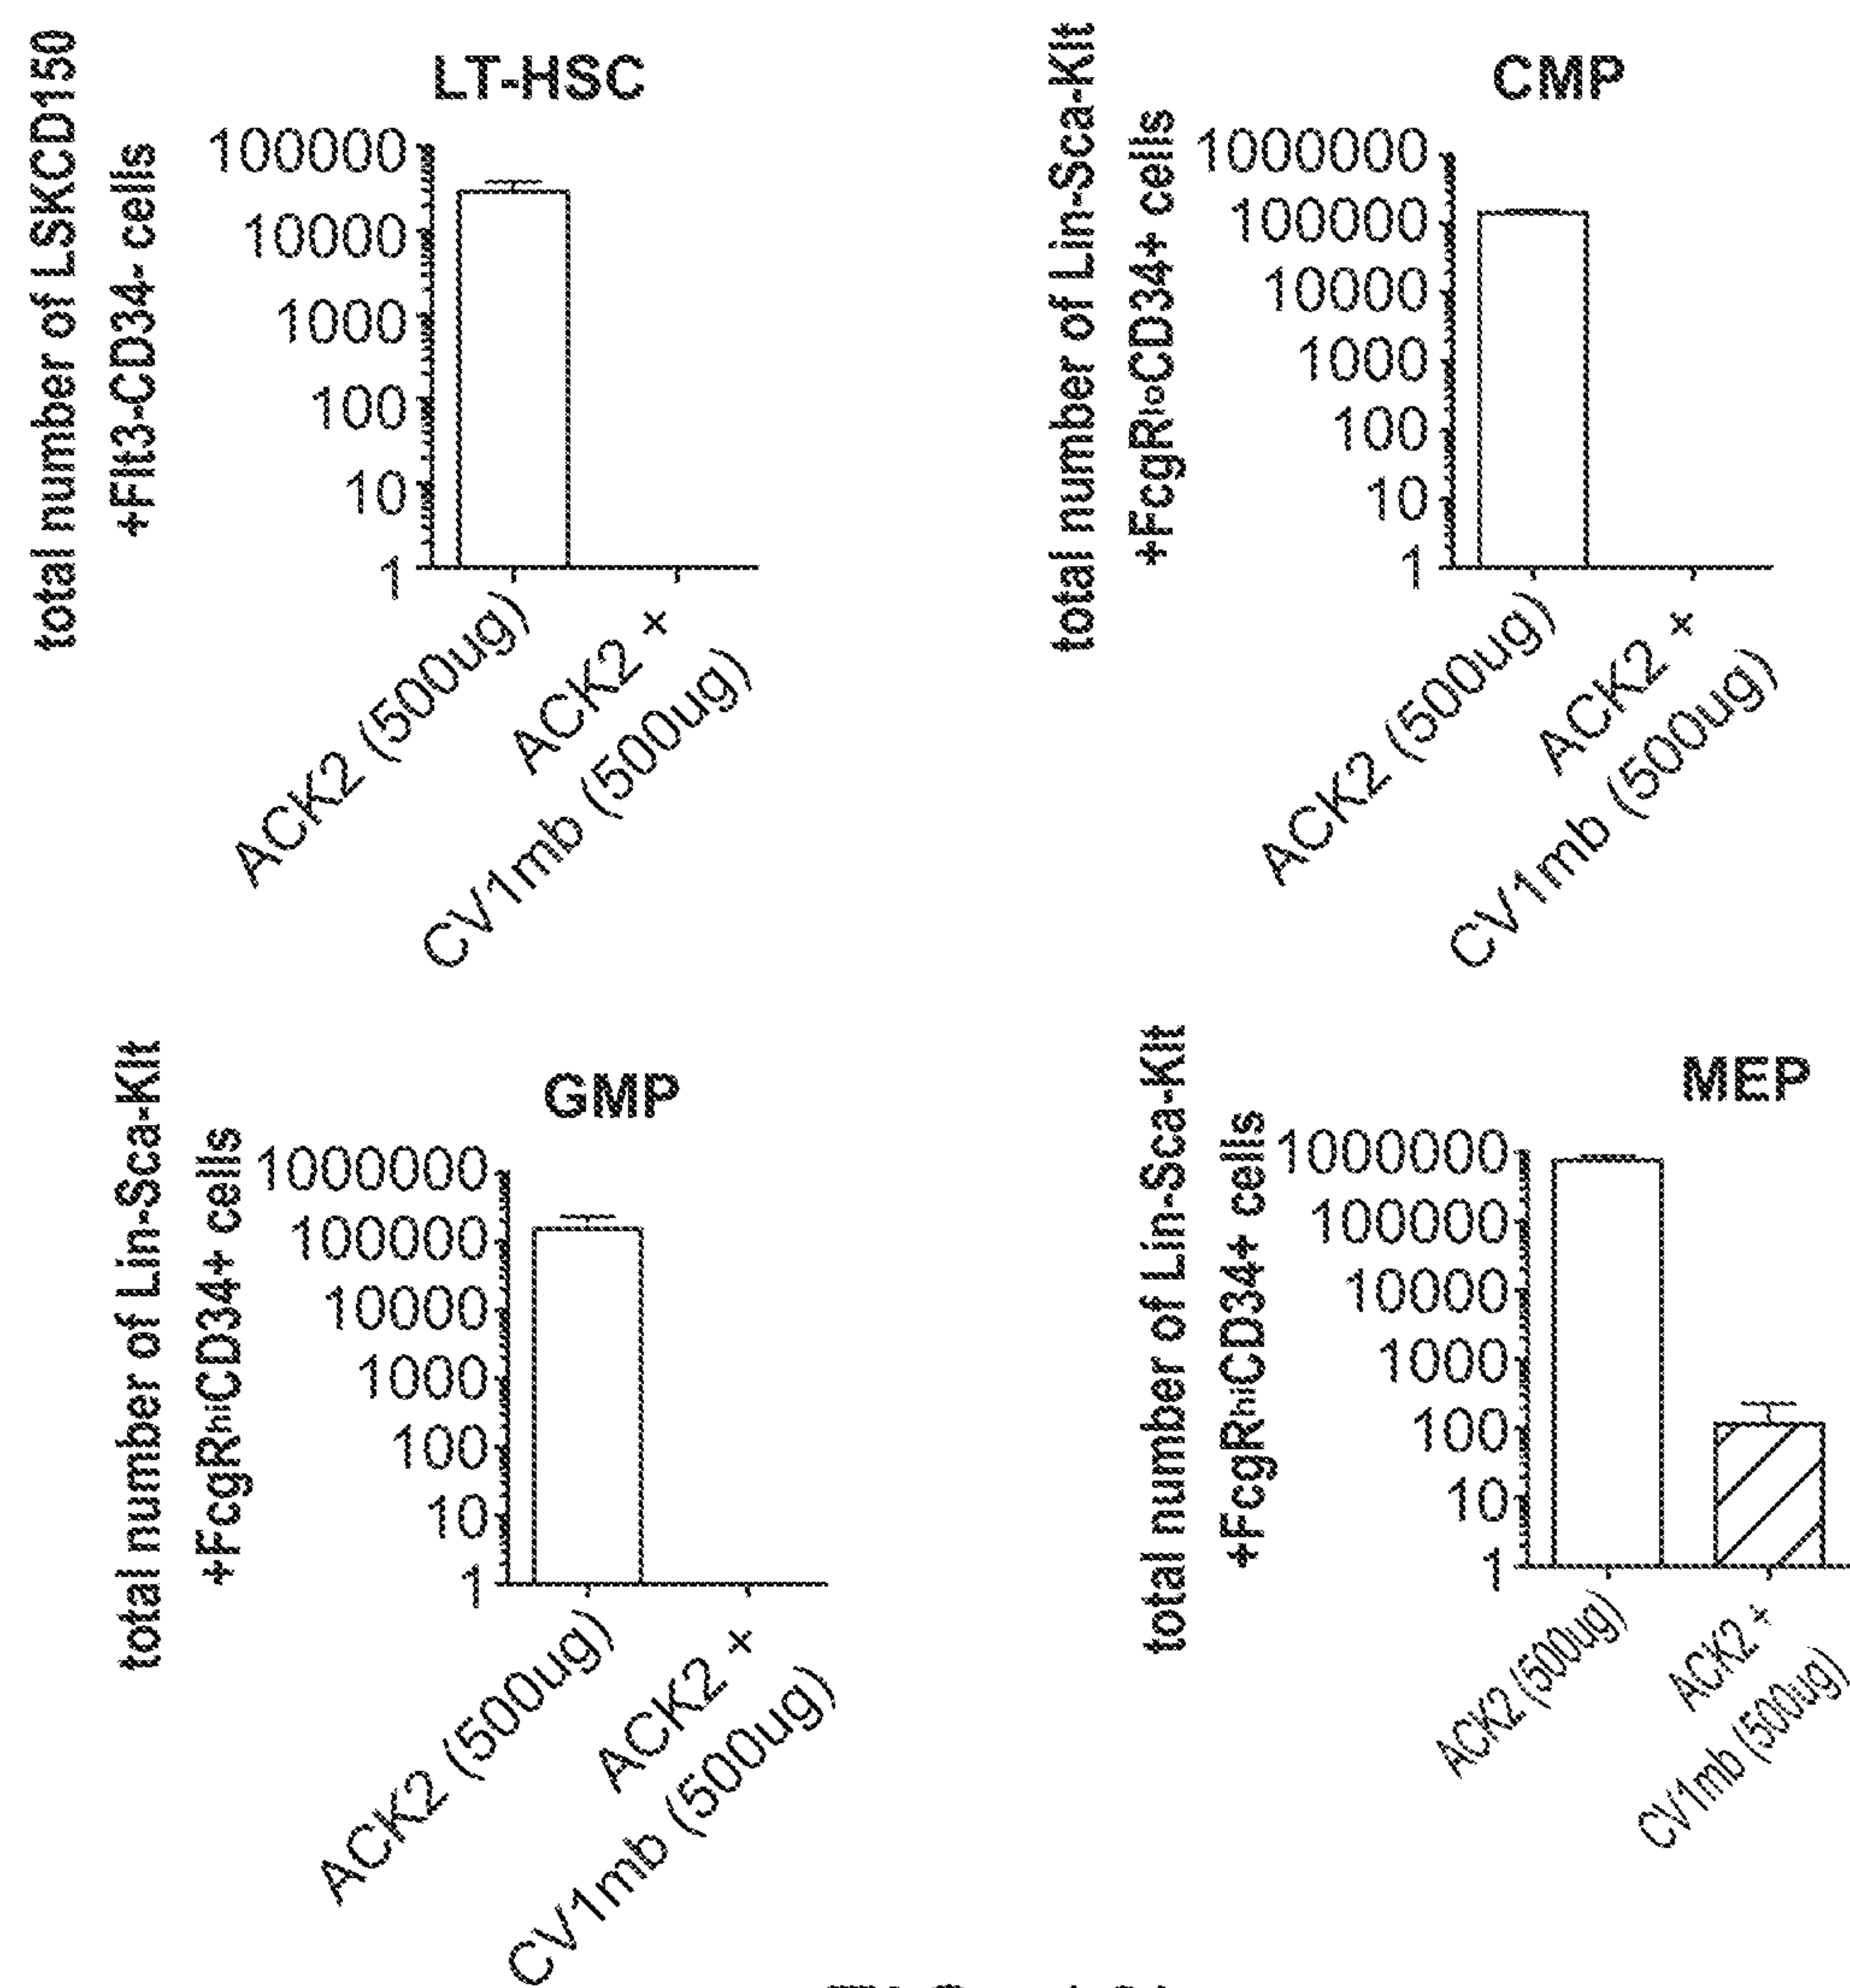 LT-HSC
total number of LSKCD150
+Flt3-CD34- cells
100000
10000
1000
100
10
1
ACK2 (500ug)
ACK2 +
CV1mb (500ug)
CMP
total number of Lin-Sca-Kit
+FcgRloCD34+ cells
1000000
100000
10000
1000
100
10
1
ACK2 (500ug)
ACK2 +
CV1mb (500ug)
GMP
total number of Lin-Sca-Kit
+FcgRhiCD34+ cells
1000000
100000
10000
1000
100
10
1
ACK2 (500ug)
ACK2 +
CV1mb (500ug)
MEP
total number of Lin-Sca-Kit
+FcgRhiCD34+ cells
1000000
100000
10000
1000
100
10
1
ACK2 (500ug)
ACK2 +
CV1mb (500ug)